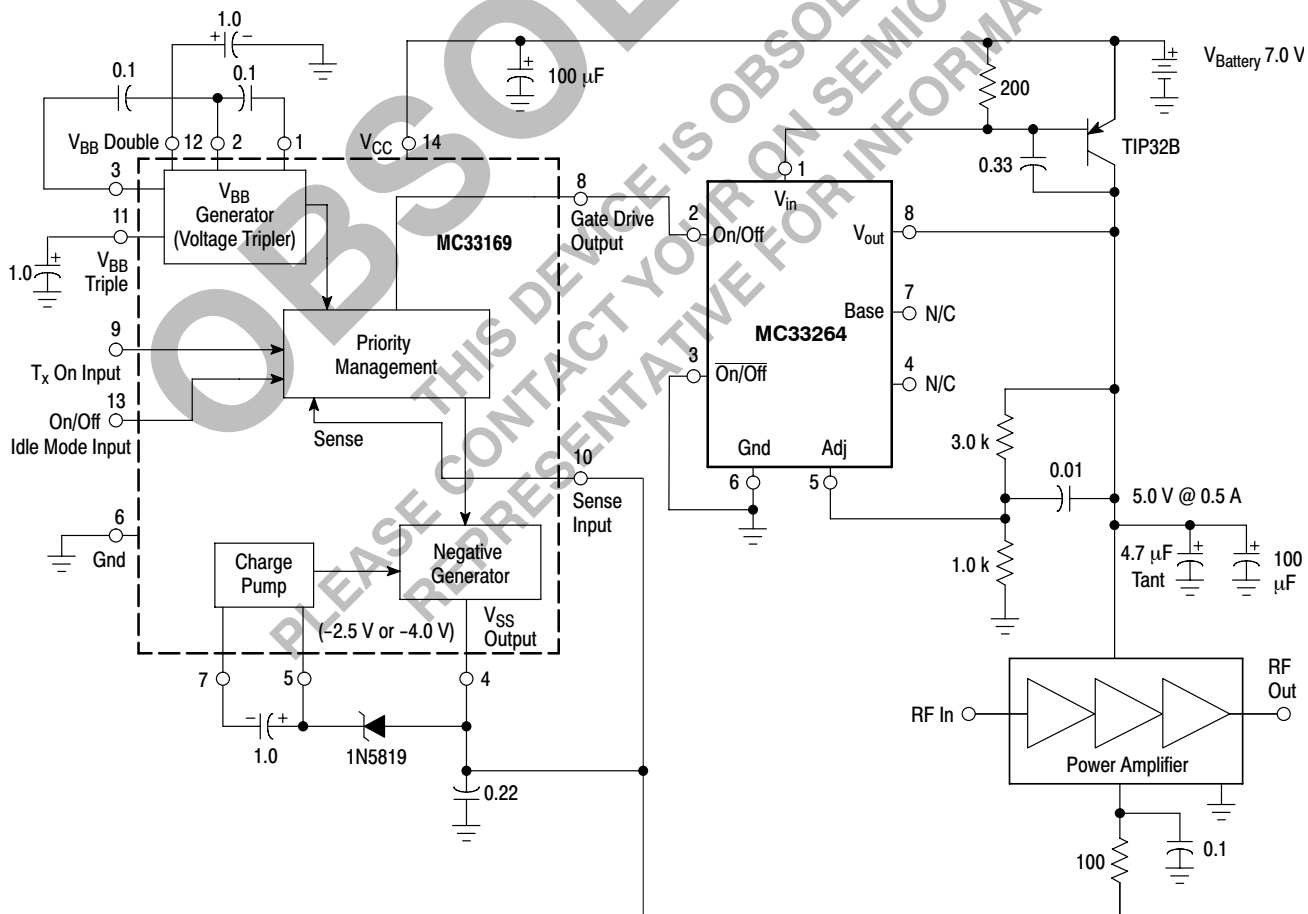 1.0
+ −
0.1
0.1
100 µF
+
200
+
V_Battery 7.0 V
V_BB Double
12
2
1
V_CC
14
TIP32B
0.33
3
V_BB
Generator
(Voltage Tripler)
11
V_BB
Triple
1.0
+
MC33169
8
Gate Drive
Output
1
V_in
2
On/Off
V_out
8
Base
7
N/C
MC33264
3
On/Off
4
N/C
Gnd
6
Adj
5
9
T_x On Input
Priority
Management
13
On/Off
Idle Mode Input
Sense
10
Sense
Input
3.0 k
0.01
5.0 V @ 0.5 A
1.0 k
4.7 µF
Tant
+
+
100
µF
6
Gnd
Charge
Pump
Negative
Generator
(−2.5 V or −4.0 V)
V_SS
Output
7
5
4
− +
1.0
1N5819
0.22
RF In
RF
Out
Power Amplifier
100
0.1
OBSOLE
THIS DEVICE IS OBSOL
PLEASE CONTACT YOUR ON SEMIC
REPRESENTATIVE FOR INFORMA